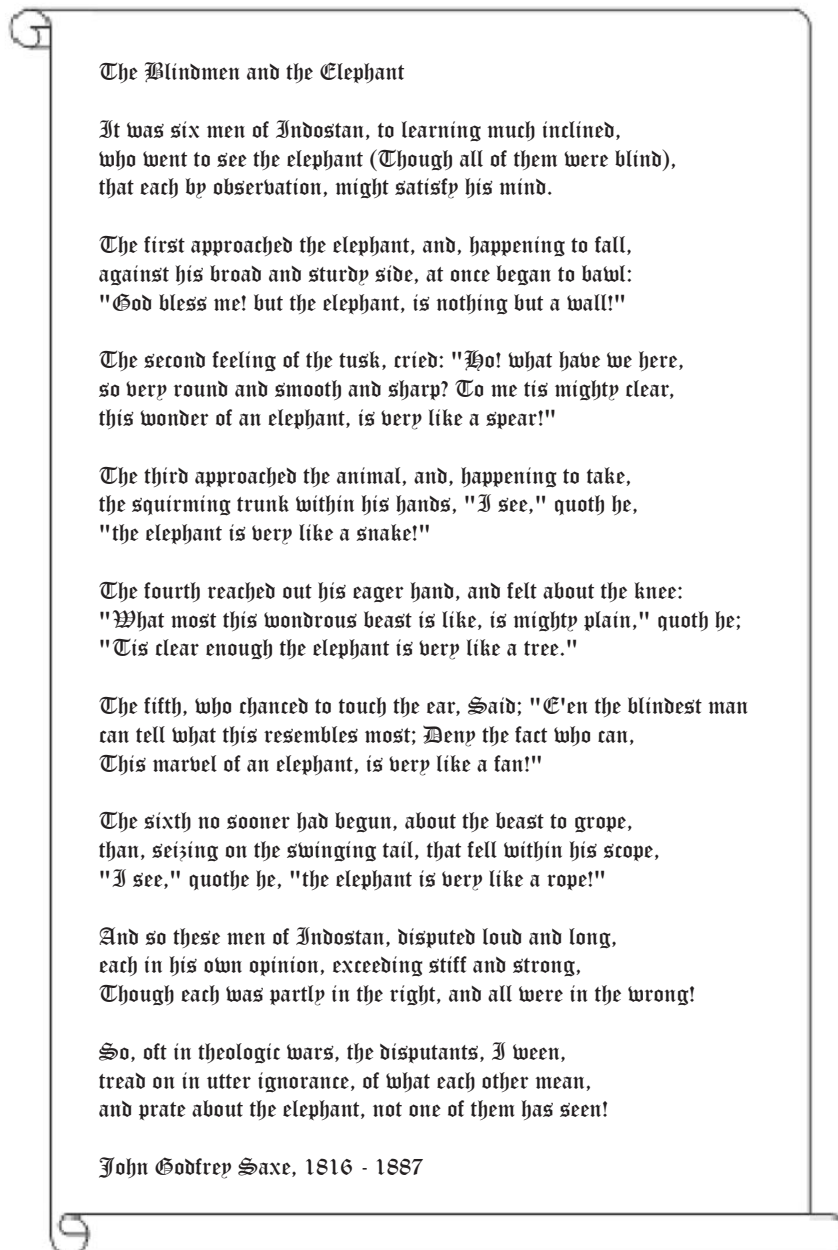 The Blindmen and the Elephant
It was six men of Indostan, to learning much inclined,
who went to see the elephant (Though all of them were blind),
that each by observation, might satisfy his mind.
The first approached the elephant, and, happening to fall,
against his broad and sturdy side, at once began to bawl:
"God bless me! but the elephant, is nothing but a wall!"
The second feeling of the tusk, cried: "Ho! what have we here,
so very round and smooth and sharp? To me tis mighty clear,
this wonder of an elephant, is very like a spear!"
The third approached the animal, and, happening to take,
the squirming trunk within his hands, "I see," quoth he,
"the elephant is very like a snake!"
The fourth reached out his eager hand, and felt about the knee:
"What most this wondrous beast is like, is mighty plain," quoth he;
"Tis clear enough the elephant is very like a tree."
The fifth, who chanced to touch the ear, Said; "E'en the blindest man
can tell what this resembles most; Deny the fact who can,
This marvel of an elephant, is very like a fan!"
The sixth no sooner had begun, about the beast to grope,
than, seizing on the swinging tail, that fell within his scope,
"I see," quothe he, "the elephant is very like a rope!"
And so these men of Indostan, disputed loud and long,
each in his own opinion, exceeding stiff and strong,
Though each was partly in the right, and all were in the wrong!
So, oft in theologic wars, the disputants, I ween,
tread on in utter ignorance, of what each other mean,
and prate about the elephant, not one of them has seen!
John Godfrey Saxe, 1816 - 1887